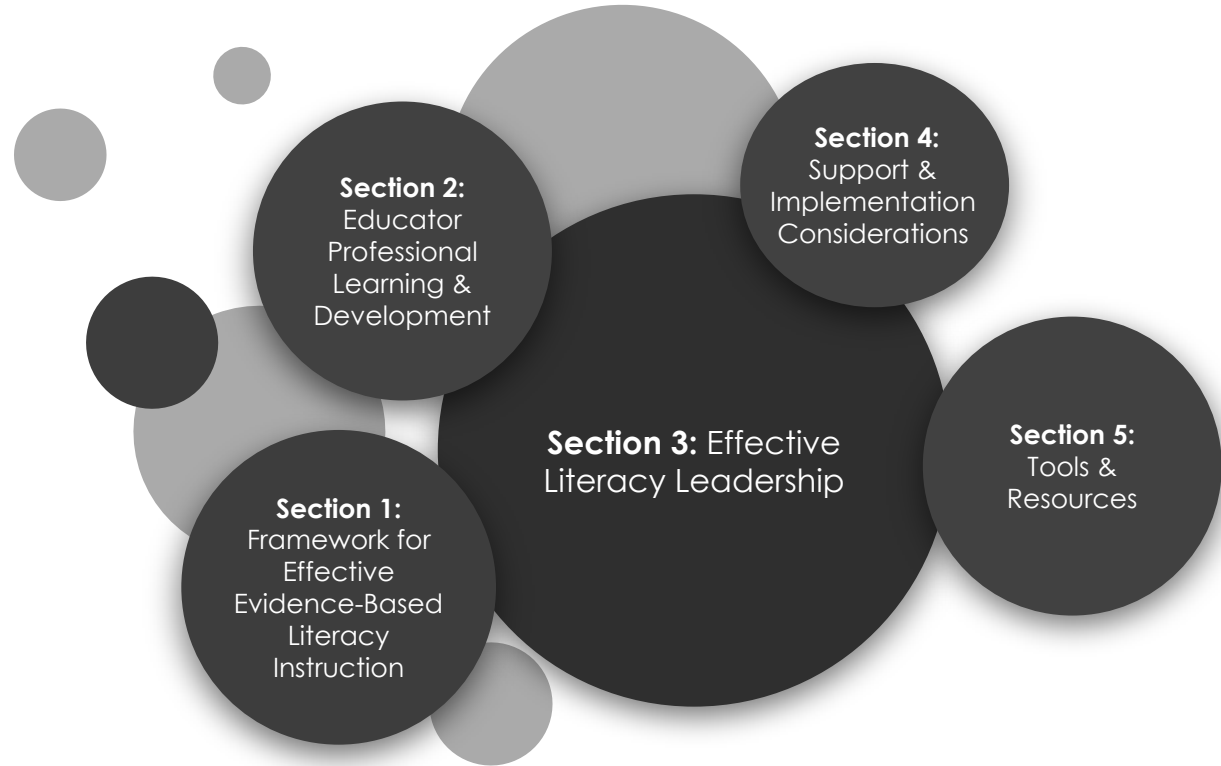 Section 1:
Framework for
Effective
Evidence-Based
Literacy
Instruction
Section 2:
Educator
Professional
Learning &
Development
Section 3: Effective
Literacy Leadership
Section 4:
Support &
Implementation
Considerations
Section 5:
Tools &
Resources